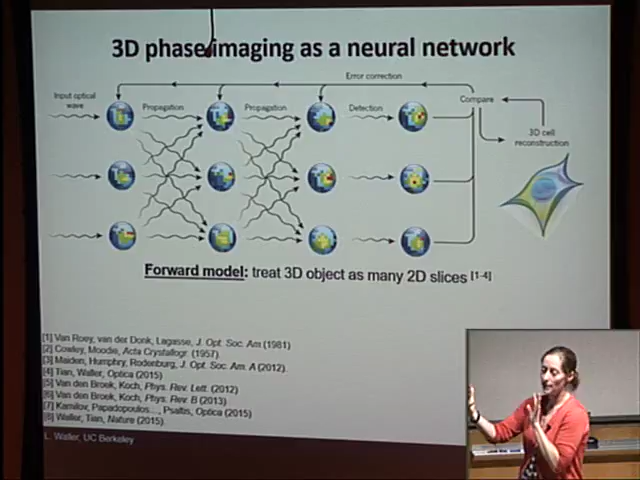 3D phase imaging as a neural network
Error correction
Input optical
wave
Propagation
Propagation
Detection
Compare
3D cell
reconstruction
Forward model: treat 3D object as many 2D slices [1-4]
[1] Van Roey, van der Donk, Lagasse, J. Opt. Soc. Am (1981)
[2] Cowley, Moodie, Acta Crystallogr. (1957).
[3] Maiden, Humphry, Rodenburg, J. Opt. Soc. Am. A (2012).
[4] Tian, Waller, Optica (2015)
[5] Van den Broek, Koch, Phys. Rev. Lett. (2012)
[6] Van den Broek, Koch, Phys. Rev. B (2013)
[7] Kamilov, Papadopoulos..., Psaltis, Optica (2015)
[8] Waller, Tian, Nature (2015).
L. Waller, UC Berkeley